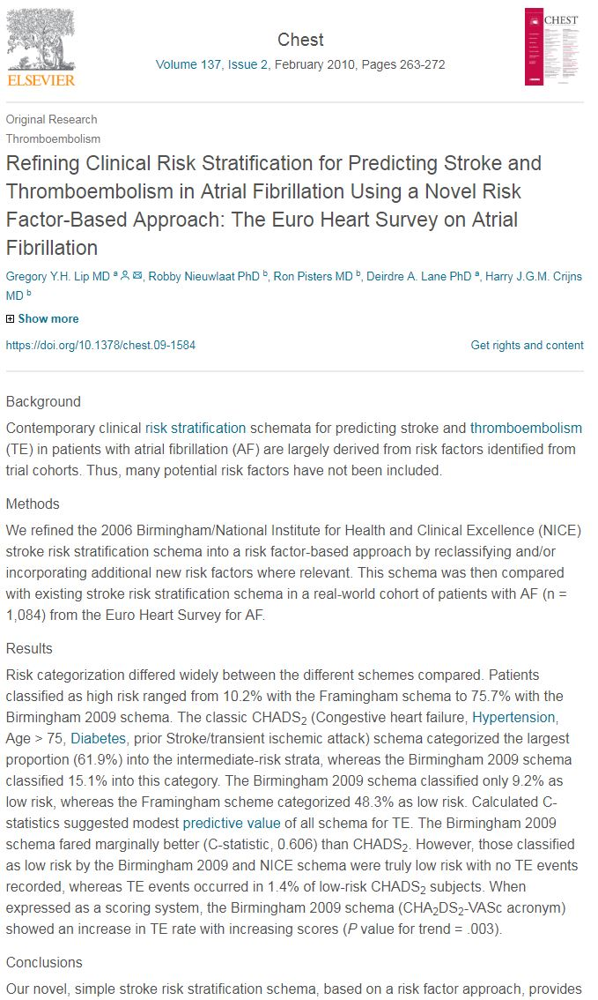 Chest
Volume 137, Issue 2, February 2010, Pages 263-272
ELSEVIER
CHEST
Original Research
Thromboembolism
Refining Clinical Risk Stratification for Predicting Stroke and
Thromboembolism in Atrial Fibrillation Using a Novel Risk
Factor-Based Approach: The Euro Heart Survey on Atrial
Fibrillation
Gregory Y.H. Lip MD a, Robby Nieuwlaat PhD b, Ron Pisters MD b, Deirdre A. Lane PhD a, Harry J.G.M. Crijns
MD b
Show more
https://doi.org/10.1378/chest.09-1584 Get rights and content
Background
Contemporary clinical risk stratification schemata for predicting stroke and thromboembolism
(TE) in patients with atrial fibrillation (AF) are largely derived from risk factors identified from
trial cohorts. Thus, many potential risk factors have not been included.
Methods
We refined the 2006 Birmingham/National Institute for Health and Clinical Excellence (NICE)
stroke risk stratification schema into a risk factor-based approach by reclassifying and/or
incorporating additional new risk factors where relevant. This schema was then compared
with existing stroke risk stratification schema in a real-world cohort of patients with AF (n =
1,084) from the Euro Heart Survey for AF.
Results
Risk categorization differed widely between the different schemes compared. Patients
classified as high risk ranged from 10.2% with the Framingham schema to 75.7% with the
Birmingham 2009 schema. The classic CHADS2 (Congestive heart failure, Hypertension,
Age > 75, Diabetes, prior Stroke/transient ischemic attack) schema categorized the largest
proportion (61.9%) into the intermediate-risk strata, whereas the Birmingham 2009 schema
classified 15.1% into this category. The Birmingham 2009 schema classified only 9.2% as
low risk, whereas the Framingham scheme categorized 48.3% as low risk. Calculated C-
statistics suggested modest predictive value of all schema for TE. The Birmingham 2009
schema fared marginally better (C-statistic, 0.606) than CHADS2. However, those classified
as low risk by the Birmingham 2009 and NICE schema were truly low risk with no TE events
recorded, whereas TE events occurred in 1.4% of low-risk CHADS2 subjects. When
expressed as a scoring system, the Birmingham 2009 schema (CHA2DS2-VASc acronym)
showed an increase in TE rate with increasing scores (P value for trend = .003).
Conclusions
Our novel, simple stroke risk stratification schema, based on a risk factor approach, provides